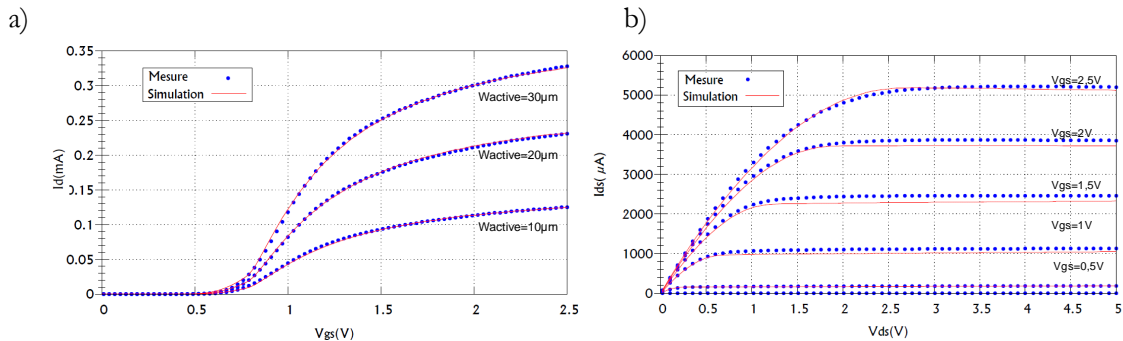 a)
0.35
0.3
0.25
0.2
0.15
0.1
0.05
0
Id(mA)
Mesure
Simulation
Wactive=30µm
Wactive=20µm
Wactive=10µm
0 0.5 1 1.5 2 2.5
Vgs(V)
b)
6000
5000
4000
3000
2000
1000
0
Ids( µA)
Mesure
Simulation
Vgs=2,5V
Vgs=2V
Vgs=1,5V
Vgs=1V
Vgs=0,5V
0 0.5 1 1.5 2 2.5 3 3.5 4 4.5 5
Vds(V)